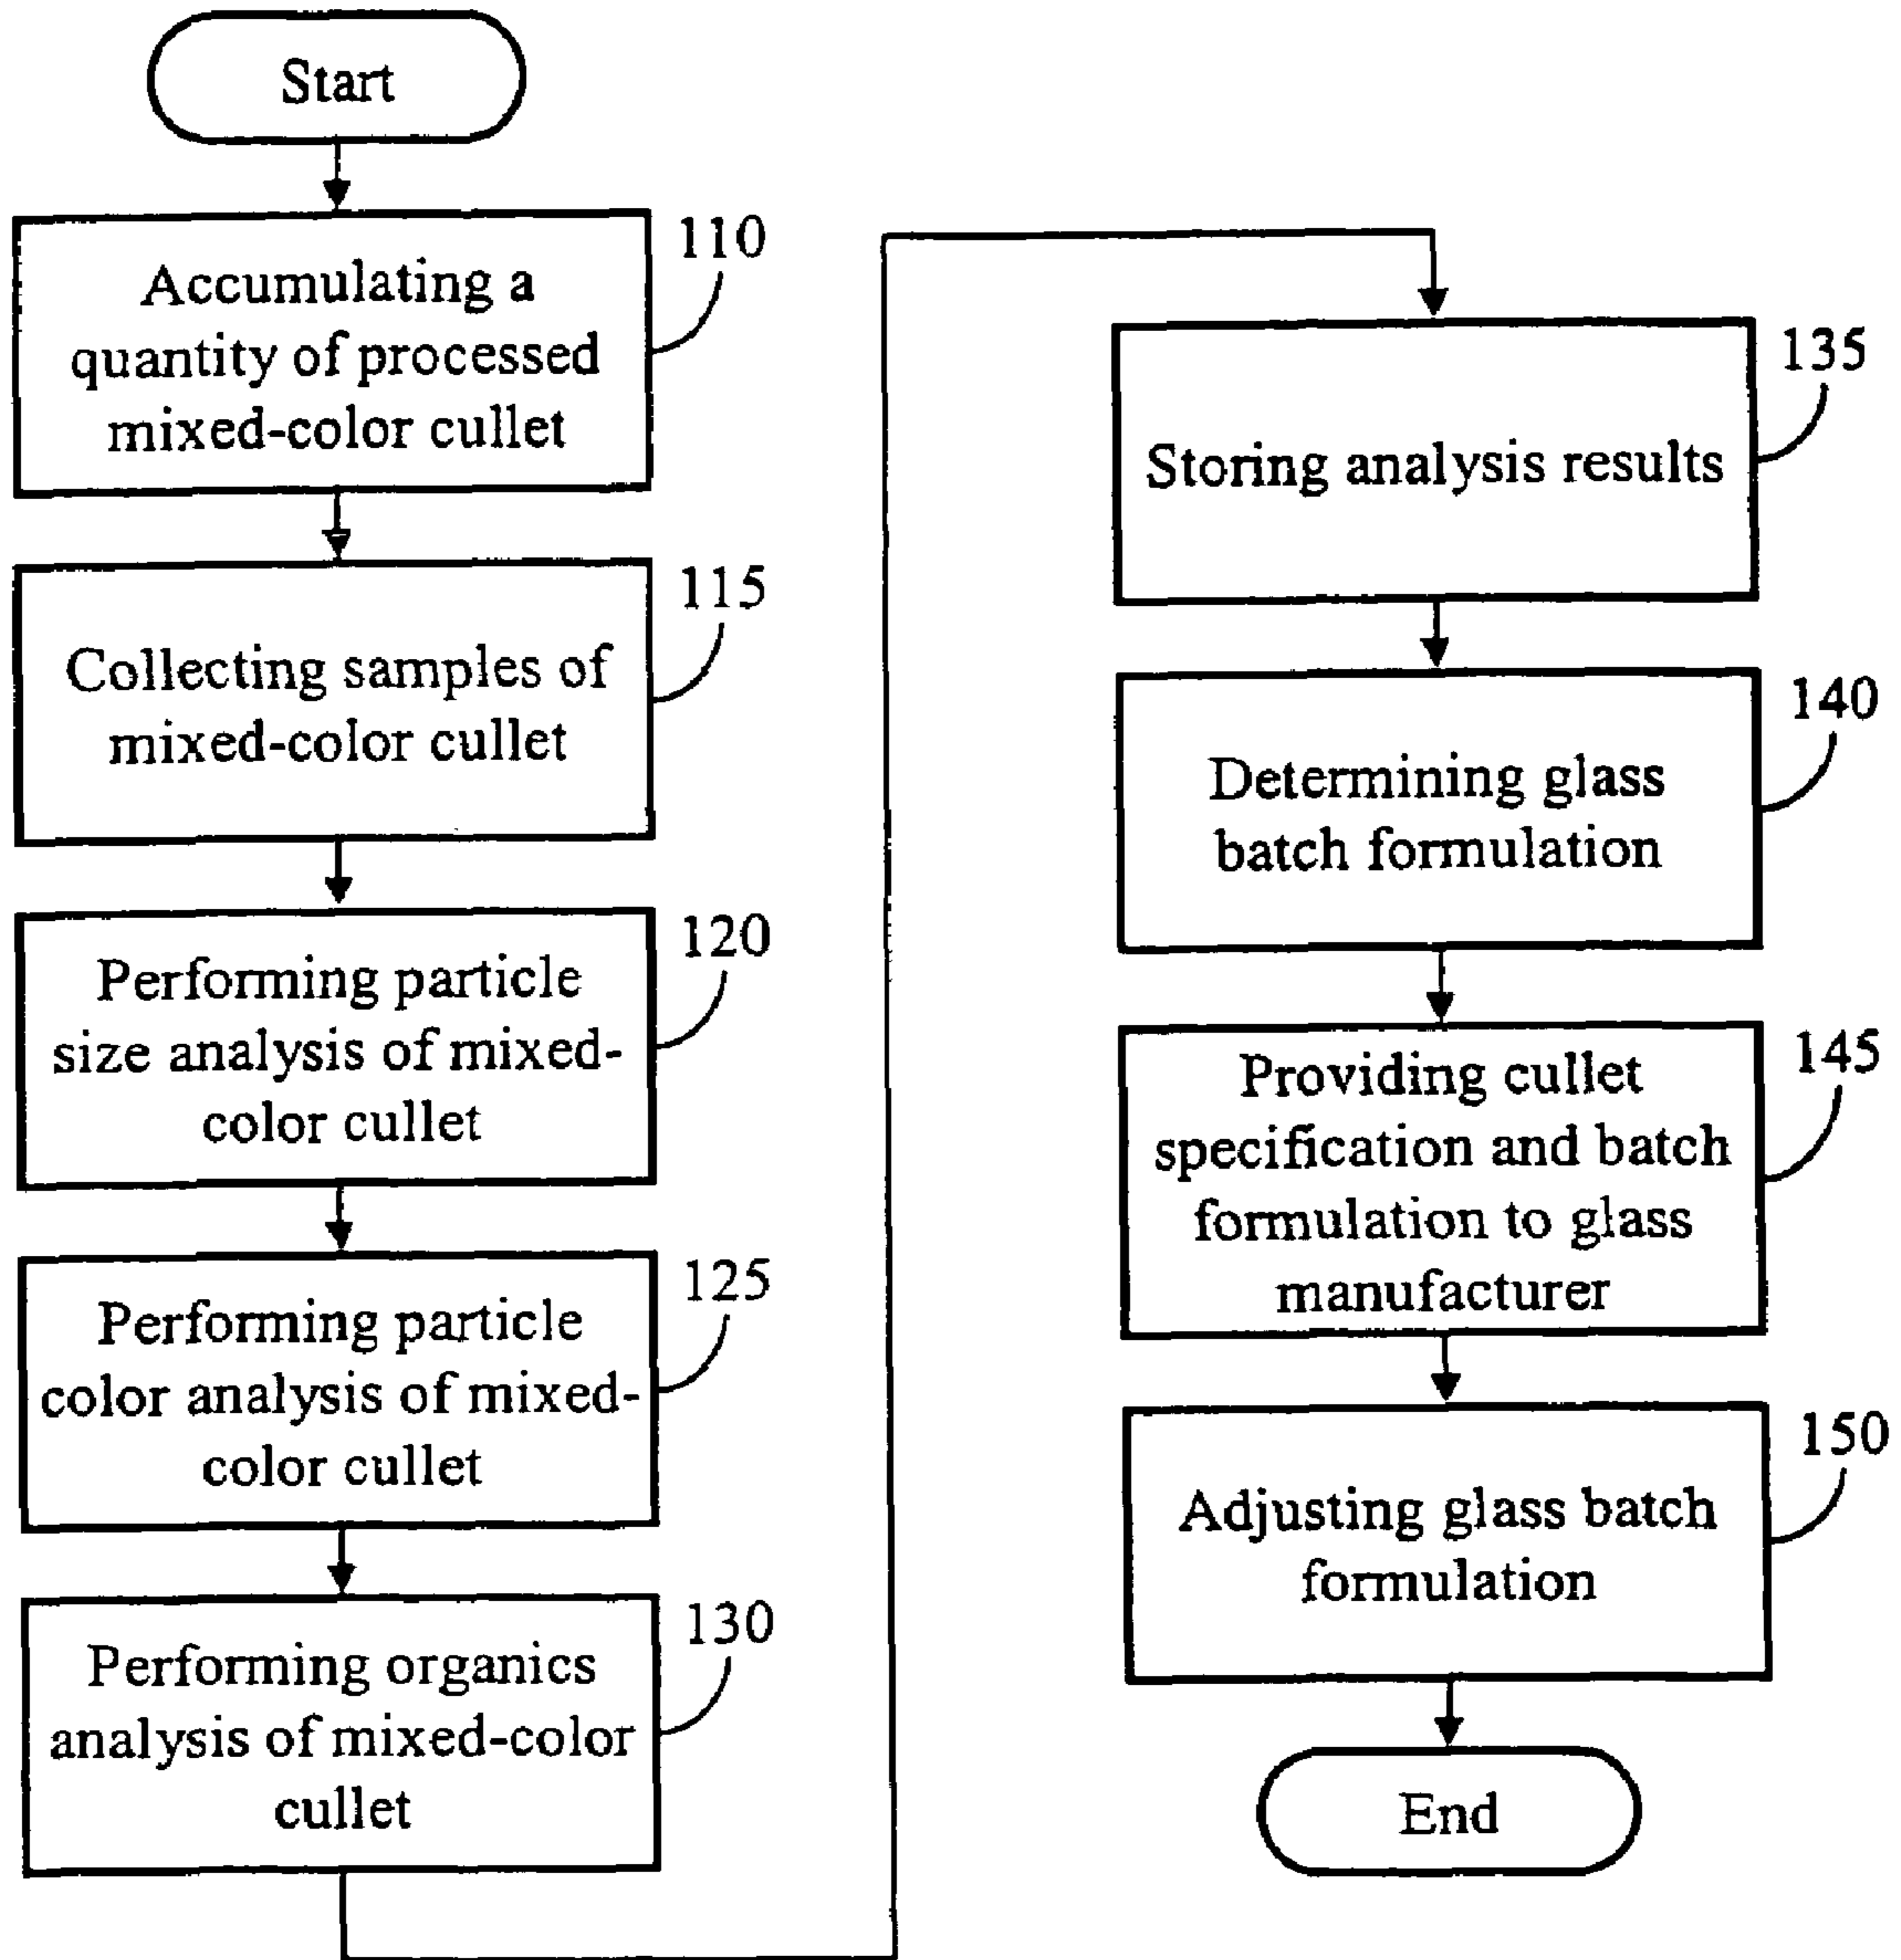 Start
110
Accumulating a
quantity of processed
mixed-color cullet
115
Collecting samples of
mixed-color cullet
120
Performing particle
size analysis of mixed-
color cullet
125
Performing particle
color analysis of mixed-
color cullet
130
Performing organics
analysis of mixed-color
cullet
135
Storing analysis results
140
Determining glass
batch formulation
145
Providing cullet
specification and batch
formulation to glass
manufacturer
150
Adjusting glass batch
formulation
End